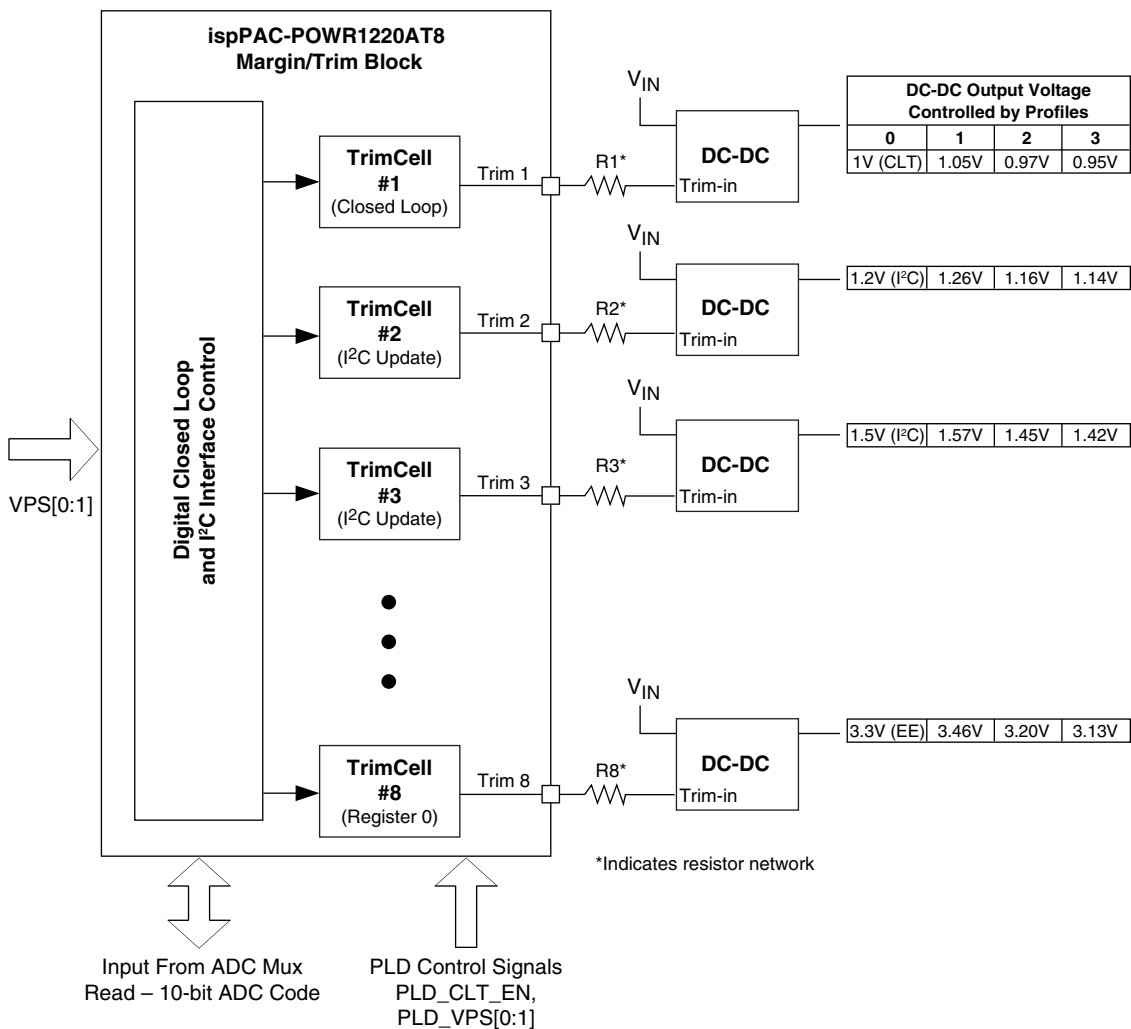 ispPAC-POWR1220AT8
Margin/Trim Block
Digital Closed Loop
and I²C Interface Control
VPS[0:1]
TrimCell
#1
(Closed Loop)
Trim 1
R1*
VIN
DC-DC
Trim-in
DC-DC Output Voltage
Controlled by Profiles
0 1 2 3
1V (CLT) 1.05V 0.97V 0.95V
TrimCell
#2
(I²C Update)
Trim 2
R2*
VIN
DC-DC
Trim-in
1.2V (I²C) 1.26V 1.16V 1.14V
TrimCell
#3
(I²C Update)
Trim 3
R3*
VIN
DC-DC
Trim-in
1.5V (I²C) 1.57V 1.45V 1.42V
TrimCell
#8
(Register 0)
Trim 8
R8*
VIN
DC-DC
Trim-in
3.3V (EE) 3.46V 3.20V 3.13V
*Indicates resistor network
Input From ADC Mux
Read – 10-bit ADC Code
PLD Control Signals
PLD_CLT_EN,
PLD_VPS[0:1]